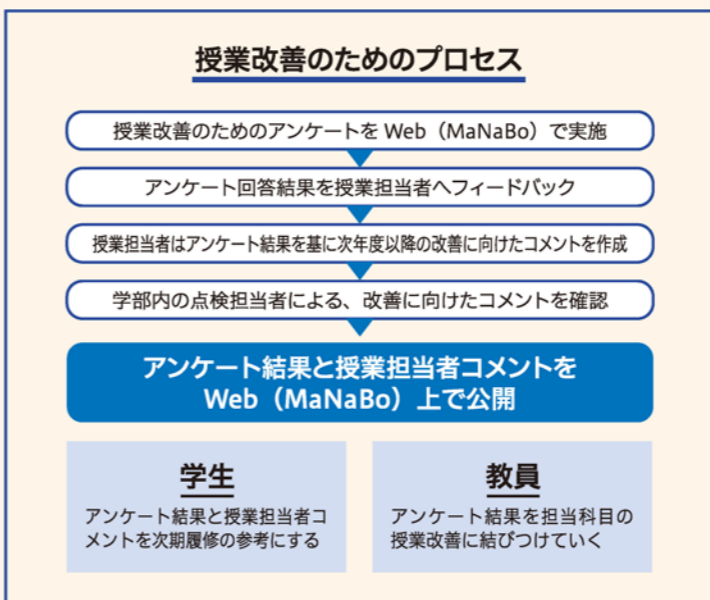 授業改善のためのプロセス
授業改善のためのアンケートを Web（MaNaBo）で実施
アンケート回答結果を授業担当者へフィードバック
授業担当者はアンケート結果を基に次年度以降の改善に向けたコメントを作成
学部内の点検担当者による、改善に向けたコメントを確認
アンケート結果と授業担当者コメントを
Web（MaNaBo）上で公開
学生
アンケート結果と授業担当者コ
メントを次期履修の参考にする
教員
アンケート結果を担当科目の
授業改善に結びつけていく